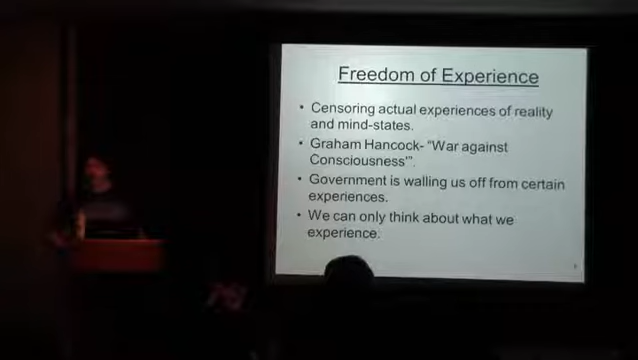 Freedom of Experience
• Censoring actual experiences of reality
and mind-states.
• Graham Hancock- "War against
Consciousness'".
• Government is walling us off from certain
experiences.
• We can only think about what we
experience.